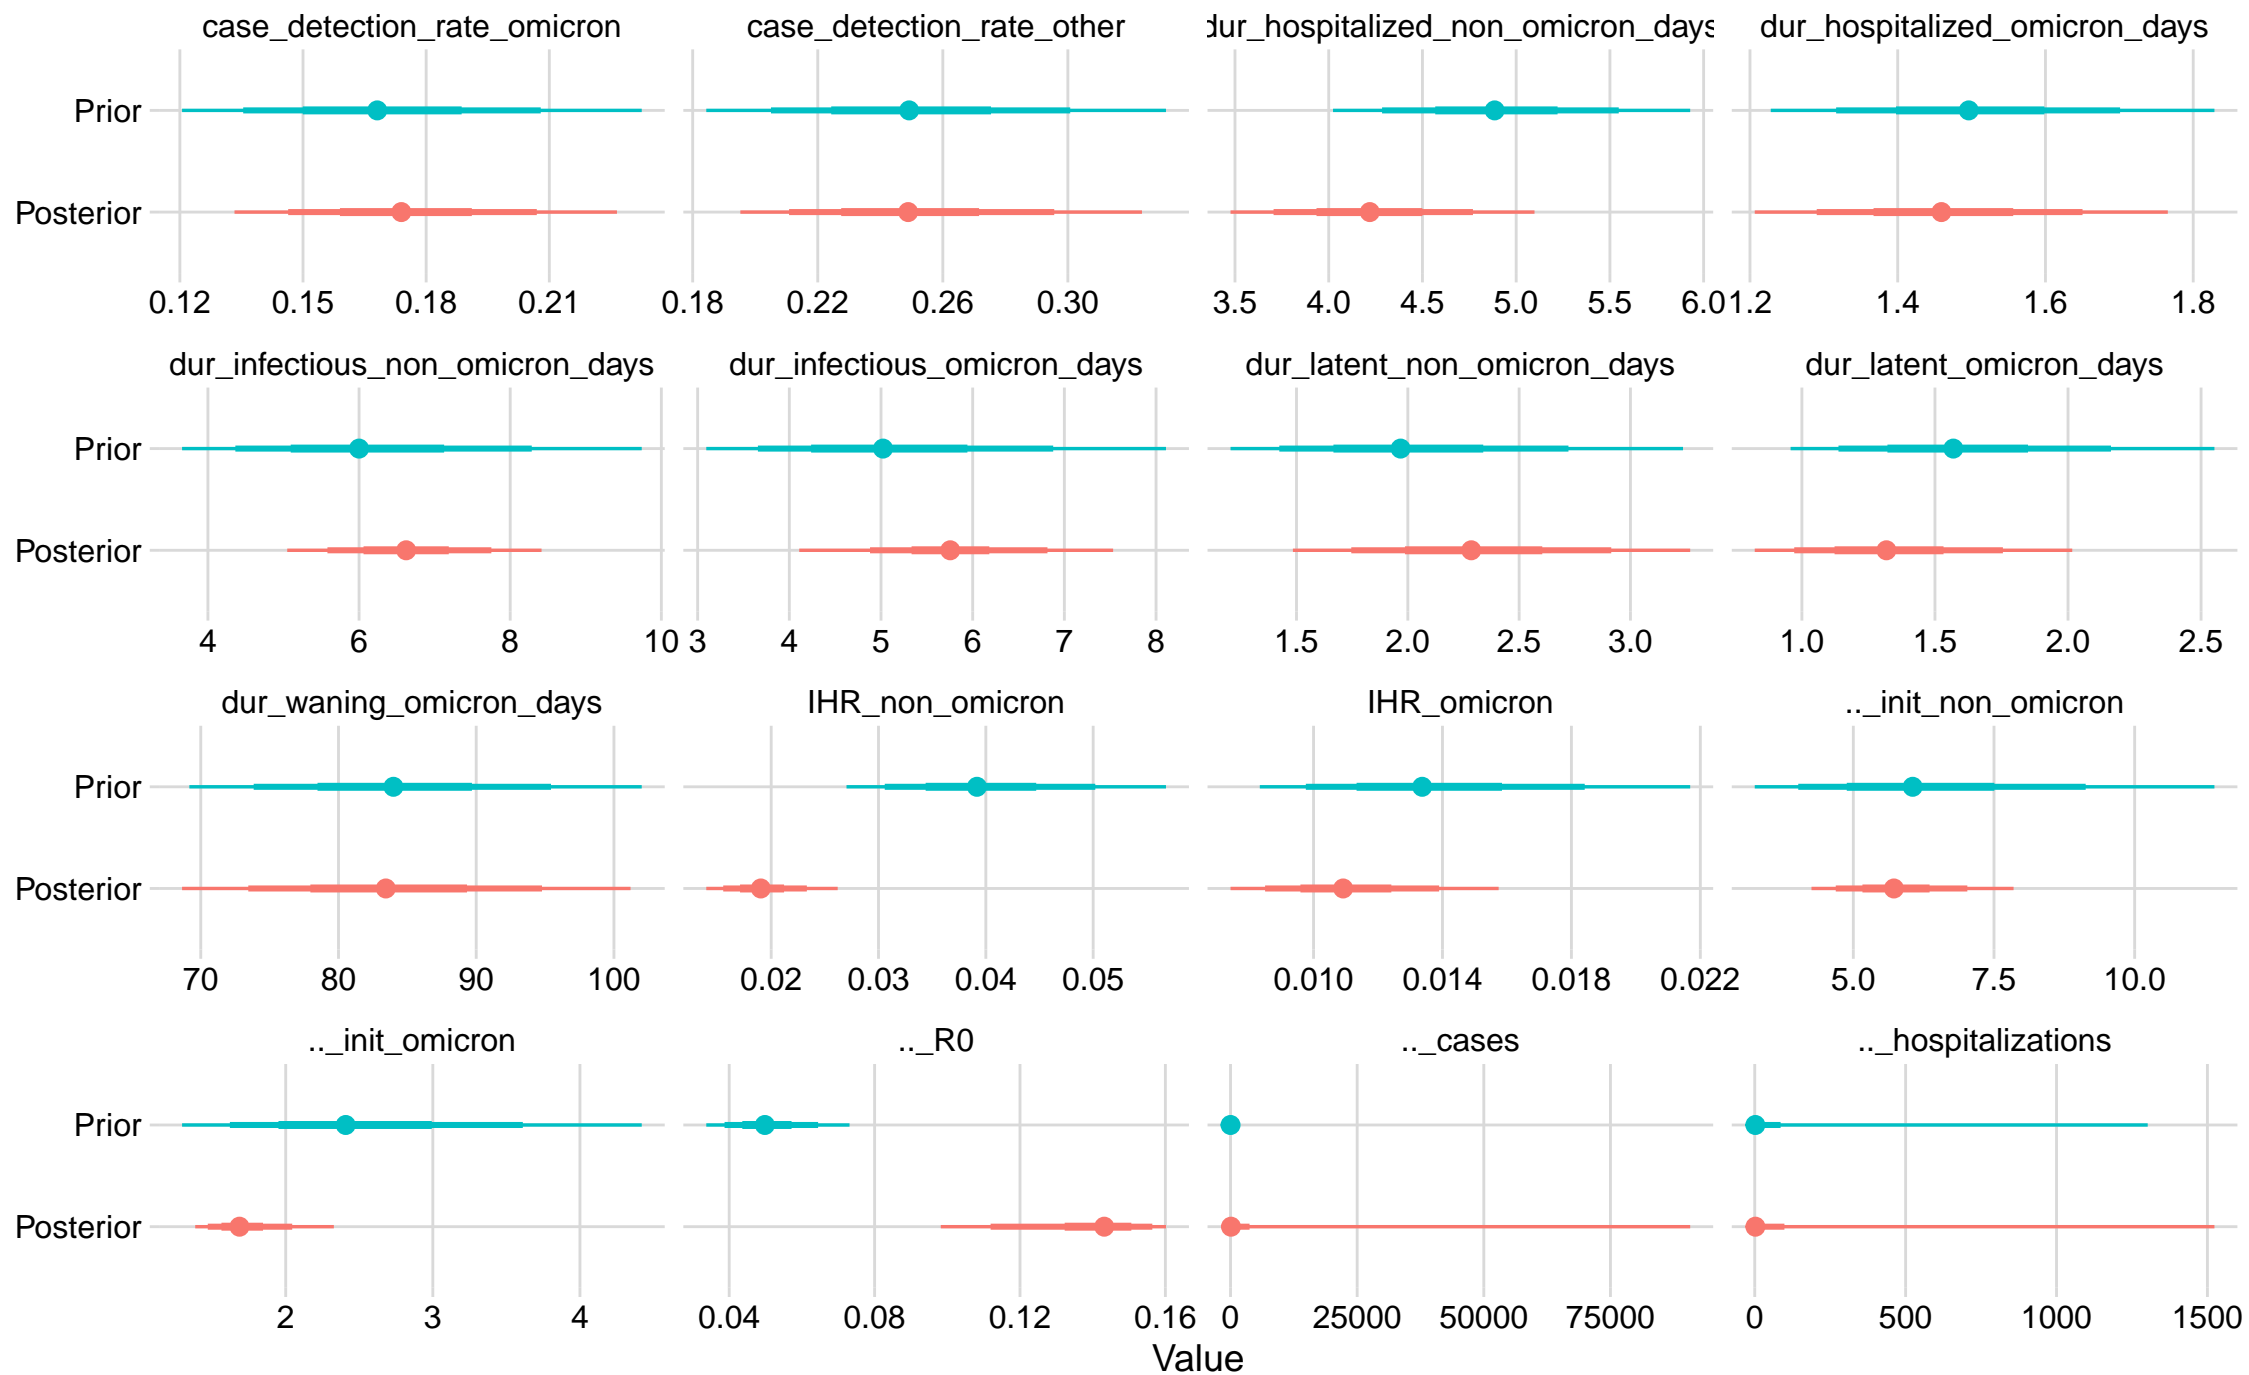 case_detection_rate_omicron case_detection_rate_other dur_hospitalized_non_omicron_days dur_hospitalized_omicron_days
Prior
Posterior
0.12 0.15 0.18 0.21 0.18 0.22 0.26 0.30 3.5 4.0 4.5 5.0 5.5 6.0 1.2 1.4 1.6 1.8
dur_infectious_non_omicron_days dur_infectious_omicron_days dur_latent_non_omicron_days dur_latent_omicron_days
Prior
Posterior
4 6 8 10 3 4 5 6 7 8 1.5 2.0 2.5 3.0 1.0 1.5 2.0 2.5
dur_waning_omicron_days IHR_non_omicron IHR_omicron .._init_non_omicron
Prior
Posterior
70 80 90 100 0.02 0.03 0.04 0.05 0.010 0.014 0.018 0.022 5.0 7.5 10.0
.._init_omicron .._R0 .._cases .._hospitalizations
Prior
Posterior
2 3 4 0.04 0.08 0.12 0.16 0 25000 50000 75000 0 500 1000 1500
Value